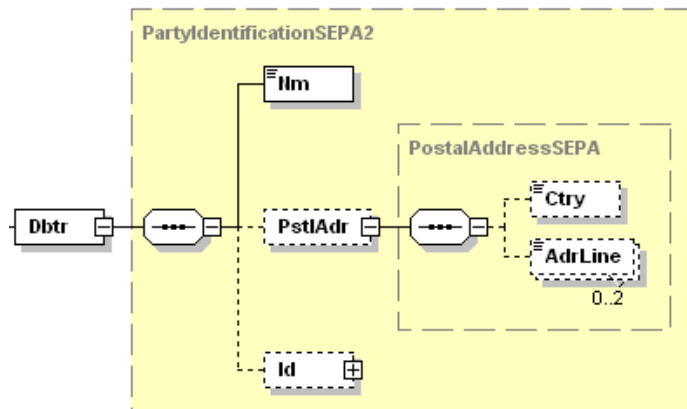 PartyIdentificationSEPA2
Nm
PostalAddressSEPA
Ctry
Dbtr
PstlAdr
AdrLine
0..2
Id